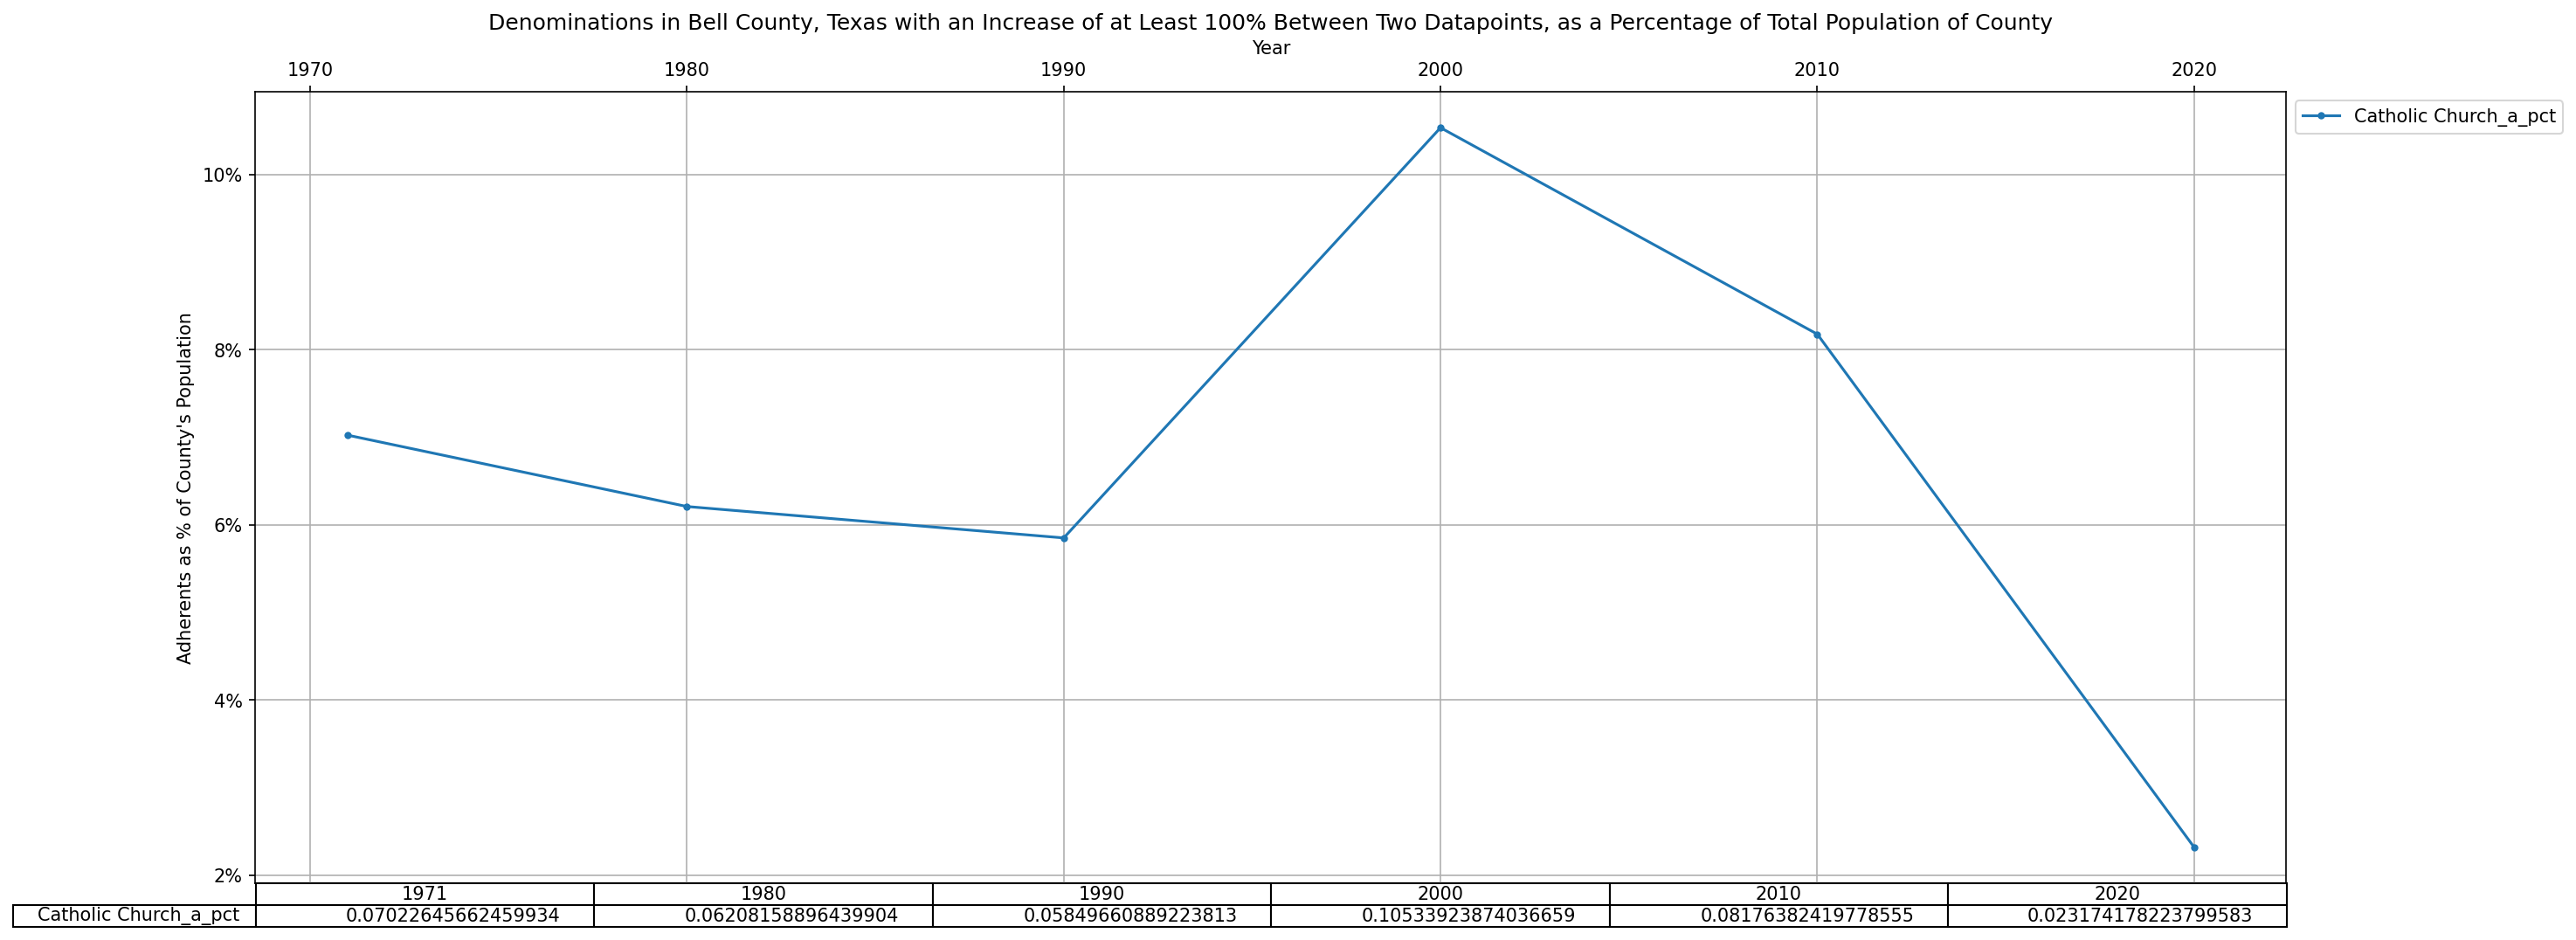 Denominations in Bell County, Texas with an Increase of at Least 100% Between Two Datapoints, as a Percentage of Total Population of County
Year
1970 1980 1990 2000 2010 2020
Catholic Church_a_pct
10%
8%
6%
4%
2%
Adherents as % of County's Population
1971 1980 1990 2000 2010 2020
Catholic Church_a_pct 0.07022645662459934 0.06208158896439904 0.05849660889223813 0.10533923874036659 0.08176382419778555 0.023174178223799583